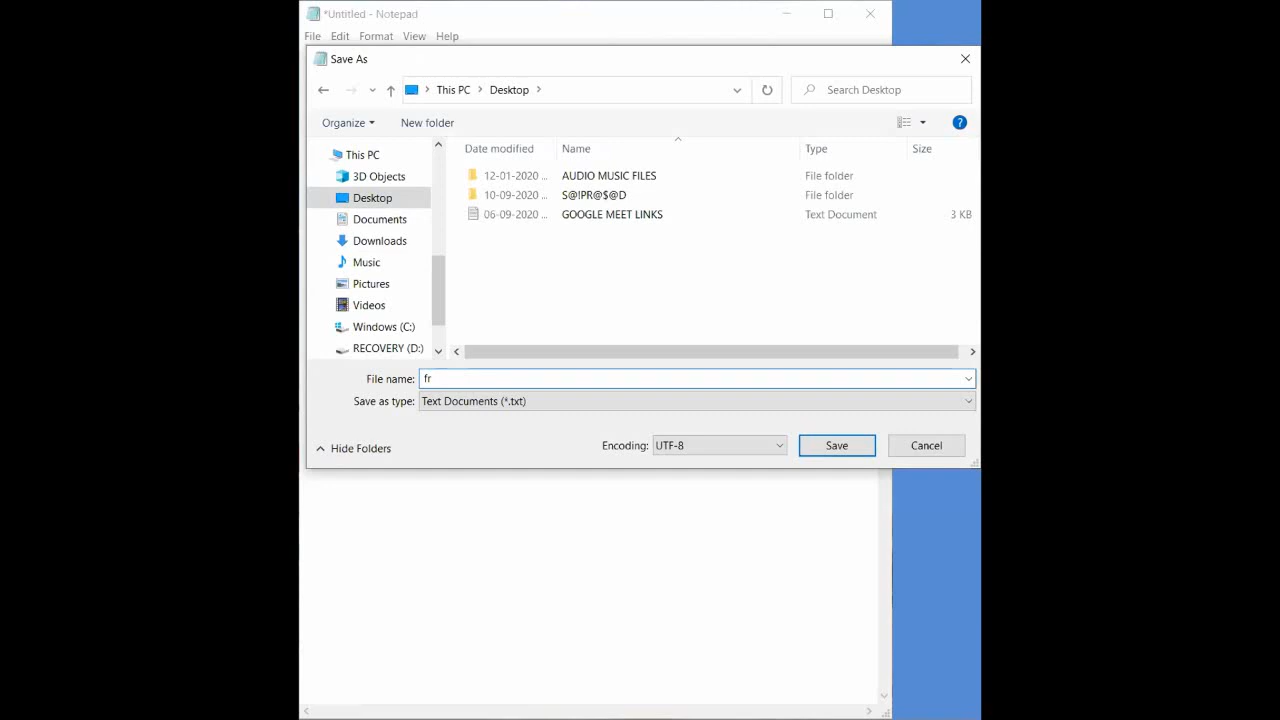 *Untitled - Notepad
File Edit Format View Help
Save As
This PC Desktop Search Desktop
Organize New folder
Date modified Name Type Size
This PC
3D Objects
Desktop
Documents
Downloads
Music
Pictures
Videos
Windows (C:)
RECOVERY (D:)
12-01-2020 ... AUDIO MUSIC FILES File folder
10-09-2020 ... S@!PR@$@D File folder
06-09-2020 ... GOOGLE MEET LINKS Text Document 3 KB
File name: fr
Save as type: Text Documents (*.txt)
Hide Folders Encoding: UTF-8 Save Cancel